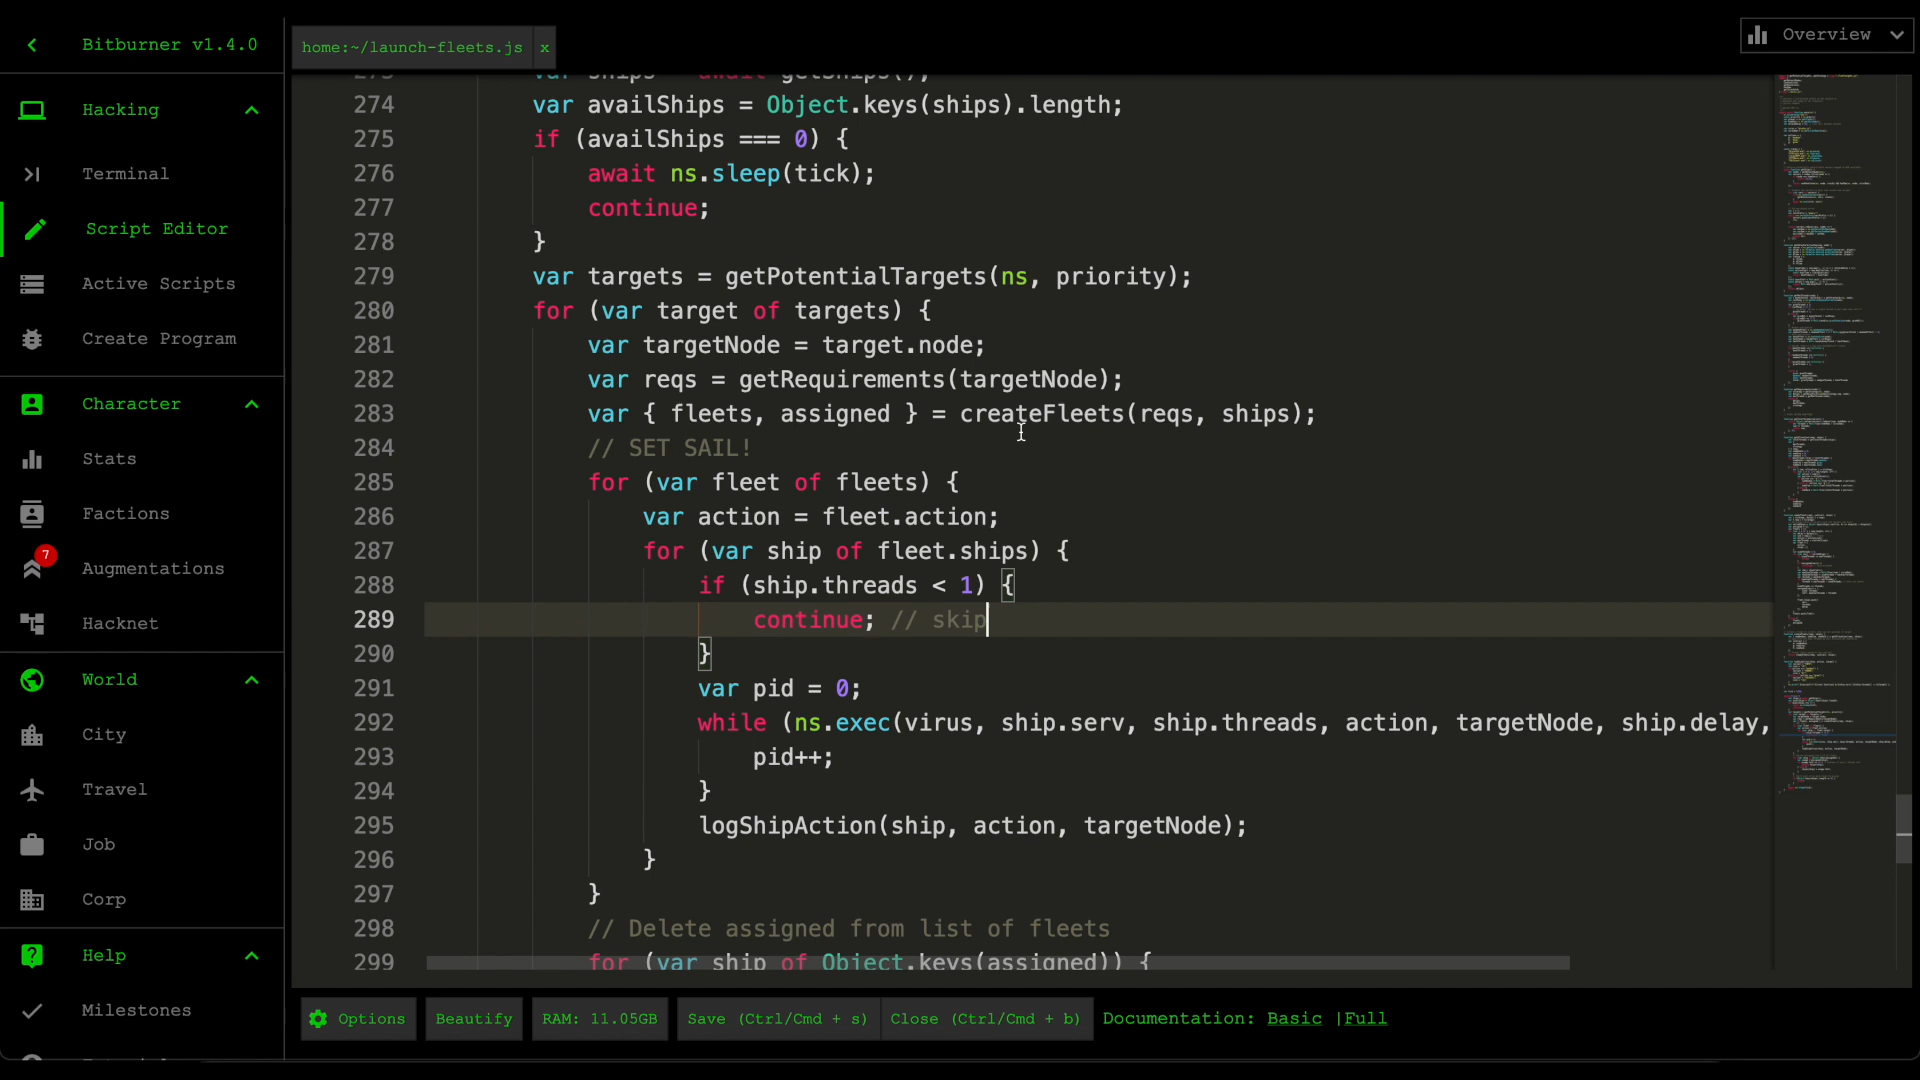 Bitburner v1.4.0
Hacking
Terminal
Script Editor
Active Scripts
Create Program
Character
Stats
Factions
7
Augmentations
Hacknet
World
City
Travel
Job
Corp
Help
Milestones
home:~/launch-fleets.js x
Overview
273 var ships = await getShips();
274 var availShips = Object.keys(ships).length;
275 if (availShips === 0) {
276 await ns.sleep(tick);
277 continue;
278 }
279 var targets = getPotentialTargets(ns, priority);
280 for (var target of targets) {
281 var targetNode = target.node;
282 var reqs = getRequirements(targetNode);
283 var { fleets, assigned } = createFleets(reqs, ships);
284 // SET SAIL!
285 for (var fleet of fleets) {
286 var action = fleet.action;
287 for (var ship of fleet.ships) {
288 if (ship.threads < 1) {
289 continue; // skip
290 }
291 var pid = 0;
292 while (ns.exec(virus, ship.serv, ship.threads, action, targetNode, ship.delay,
293 pid++;
294 }
295 logShipAction(ship, action, targetNode);
296 }
297 }
298 // Delete assigned from list of fleets
299 for (var ship of Object.keys(assigned)) {
Options
Beautify
RAM: 11.05GB
Save (Ctrl/Cmd + s)
Close (Ctrl/Cmd + b)
Documentation: Basic |Full